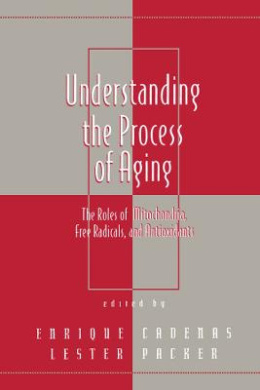 Understanding
the Process
of Aging
The Roles of Mitochondria,
Free Radicals, and Antioxidants
edited by
ENRIQUE CADENAS
LESTER PACKER